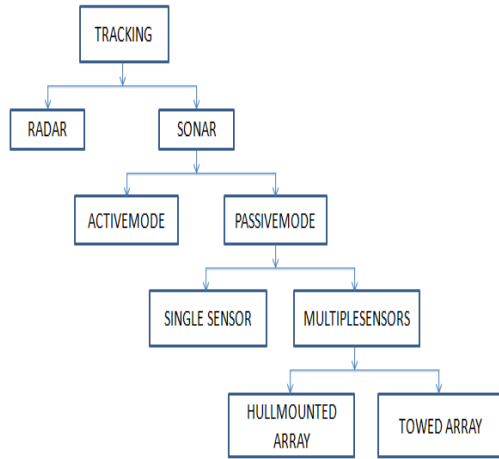 TRACKING
RADAR
SONAR
ACTIVEMODE
PASSIVEMODE
SINGLE SENSOR
MULTIPLESENSORS
HULLMOUNTED
ARRAY
TOWED ARRAY